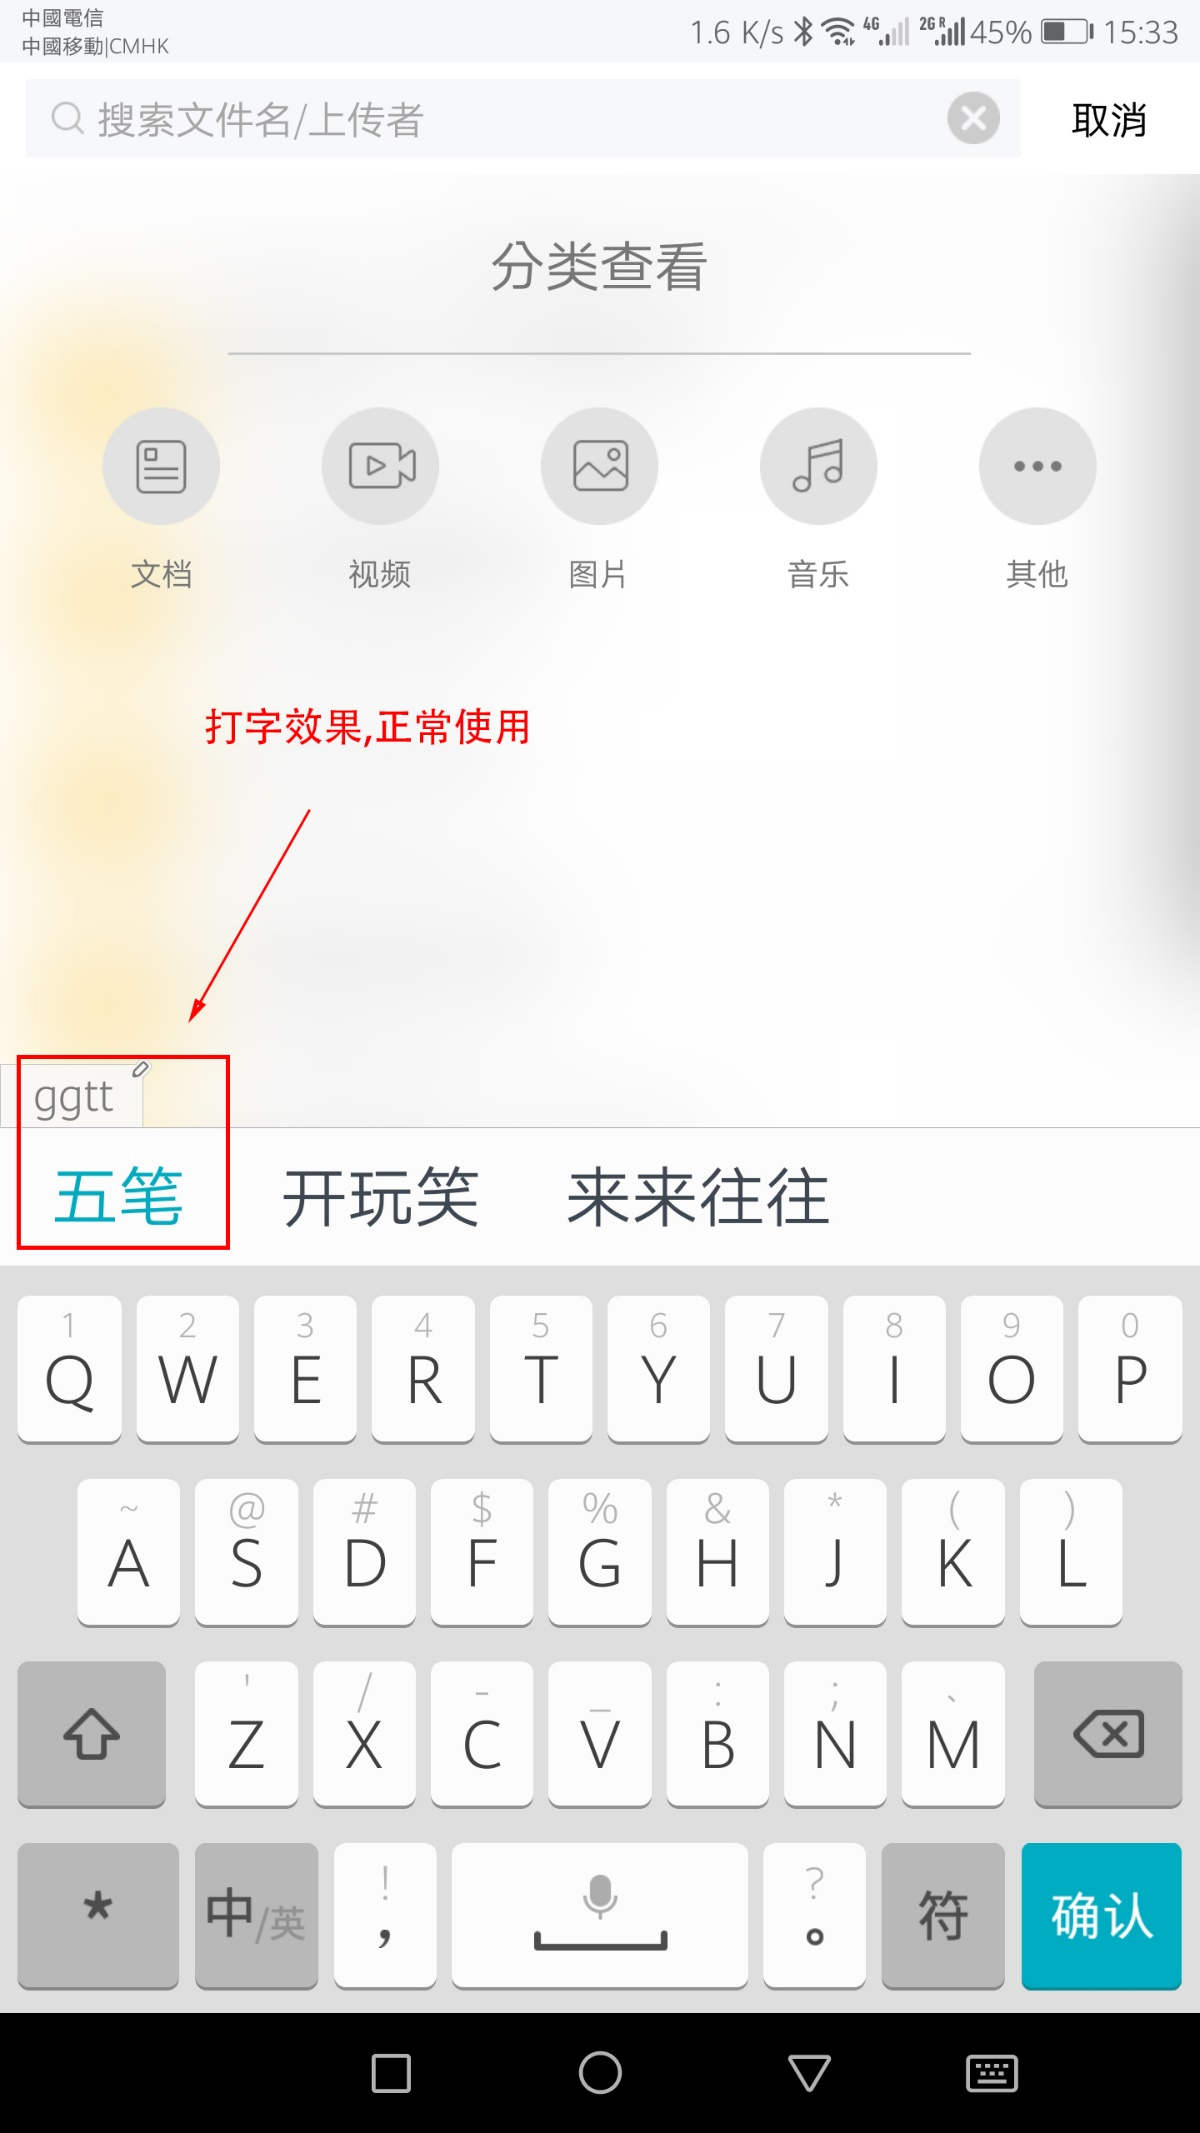 中國電信
中國移動|CMHK
1.6 K/s 4G 2G R 45% 15:33
搜索文件名/上传者 取消
分类查看
文档 视频 图片 音乐 其他
打字效果,正常使用
ggtt
五笔 开玩笑 来来往往
1 2 3 4 5 6 7 8 9 0
Q W E R T Y U I O P
~ @ # $ % & * ( )
A S D F G H J K L
' / - _ : ; 、
Z X C V B N M
! ?
* 中/英 , 。 符 确认